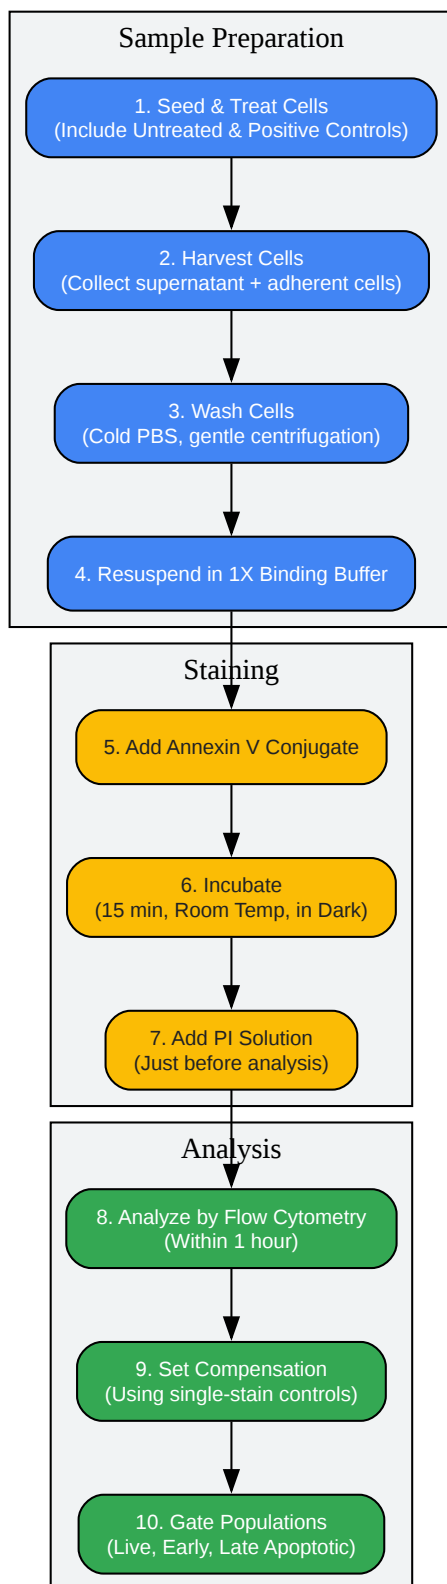 Sample Preparation
1. Seed & Treat Cells
(Include Untreated & Positive Controls)
2. Harvest Cells
(Collect supernatant + adherent cells)
3. Wash Cells
(Cold PBS, gentle centrifugation)
4. Resuspend in 1X Binding Buffer
Staining
5. Add Annexin V Conjugate
6. Incubate
(15 min, Room Temp, in Dark)
7. Add PI Solution
(Just before analysis)
Analysis
8. Analyze by Flow Cytometry
(Within 1 hour)
9. Set Compensation
(Using single-stain controls)
10. Gate Populations
(Live, Early, Late Apoptotic)